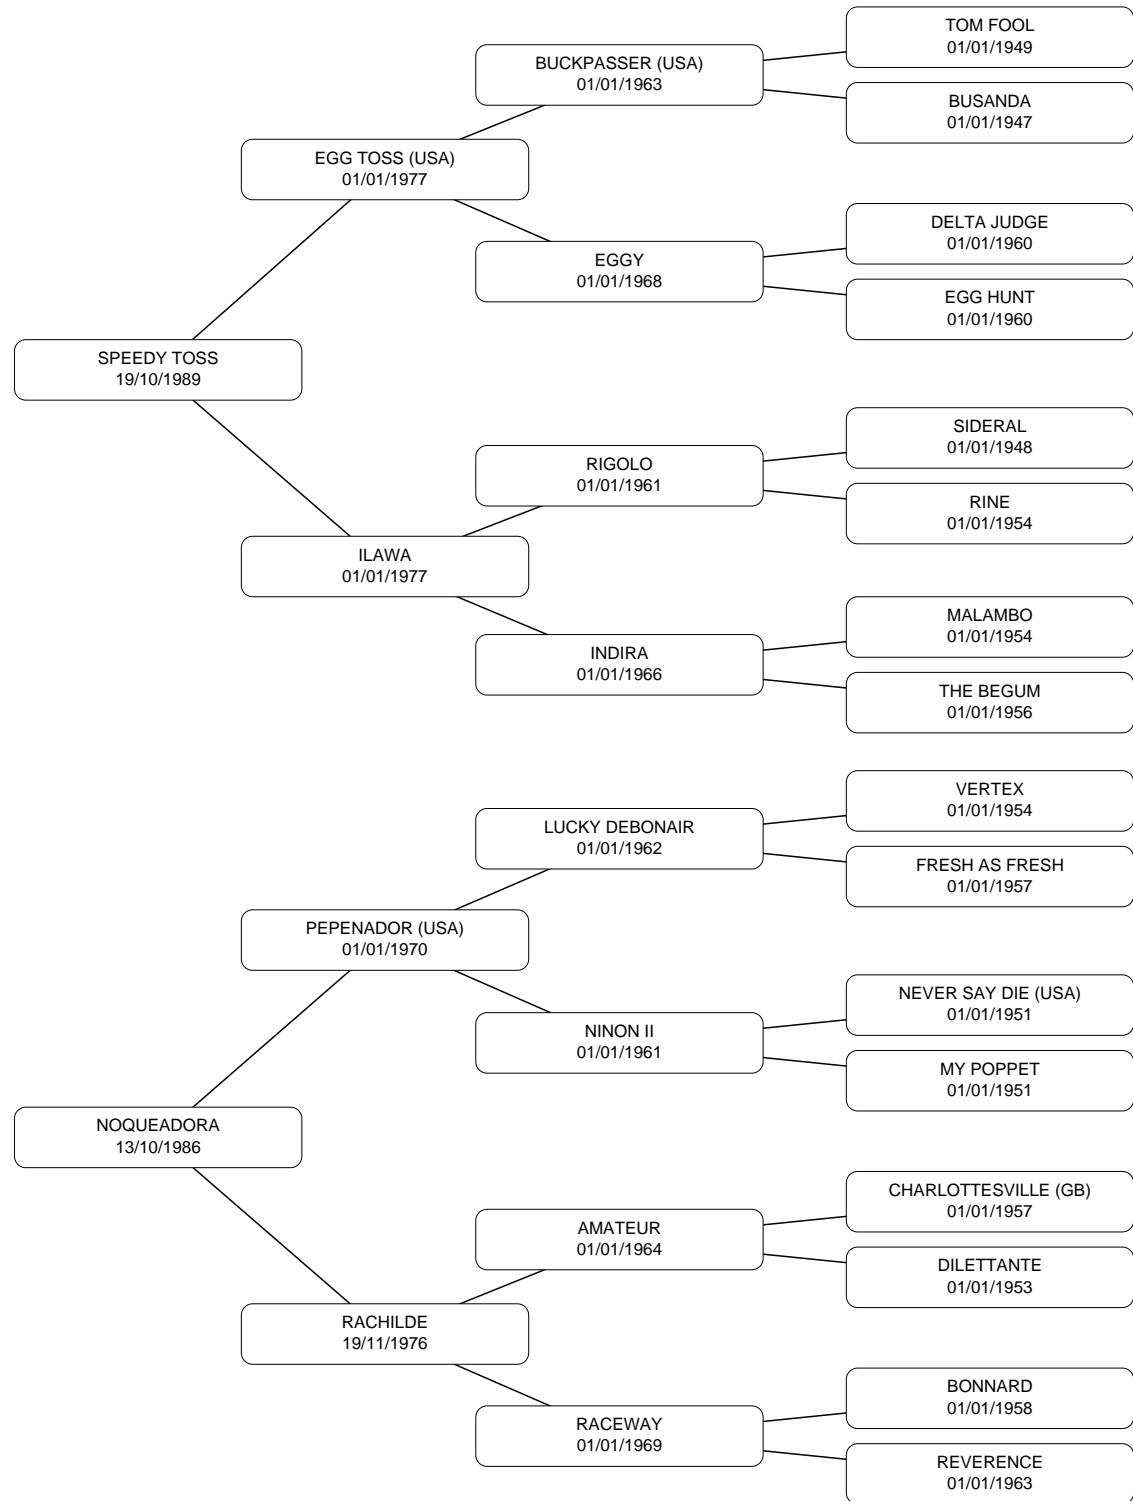 TOM FOOL
01/01/1949
BUCKPASSER (USA)
01/01/1963
BUSANDA
01/01/1947
EGG TOSS (USA)
01/01/1977
DELTA JUDGE
01/01/1960
EGGY
01/01/1968
EGG HUNT
01/01/1960
SPEEDY TOSS
19/10/1989
SIDERAL
01/01/1948
RIGOLO
01/01/1961
RINE
01/01/1954
ILAWA
01/01/1977
MALAMBO
01/01/1954
INDIRA
01/01/1966
THE BEGUM
01/01/1956
VERTEX
01/01/1954
LUCKY DEBONAIR
01/01/1962
FRESH AS FRESH
01/01/1957
PEPENADOR (USA)
01/01/1970
NEVER SAY DIE (USA)
01/01/1951
NINON II
01/01/1961
MY POPPET
01/01/1951
NOQUEADORA
13/10/1986
CHARLOTTESVILLE (GB)
01/01/1957
AMATEUR
01/01/1964
DILETTANTE
01/01/1953
RACHILDE
19/11/1976
BONNARD
01/01/1958
RACEWAY
01/01/1969
REVERENCE
01/01/1963